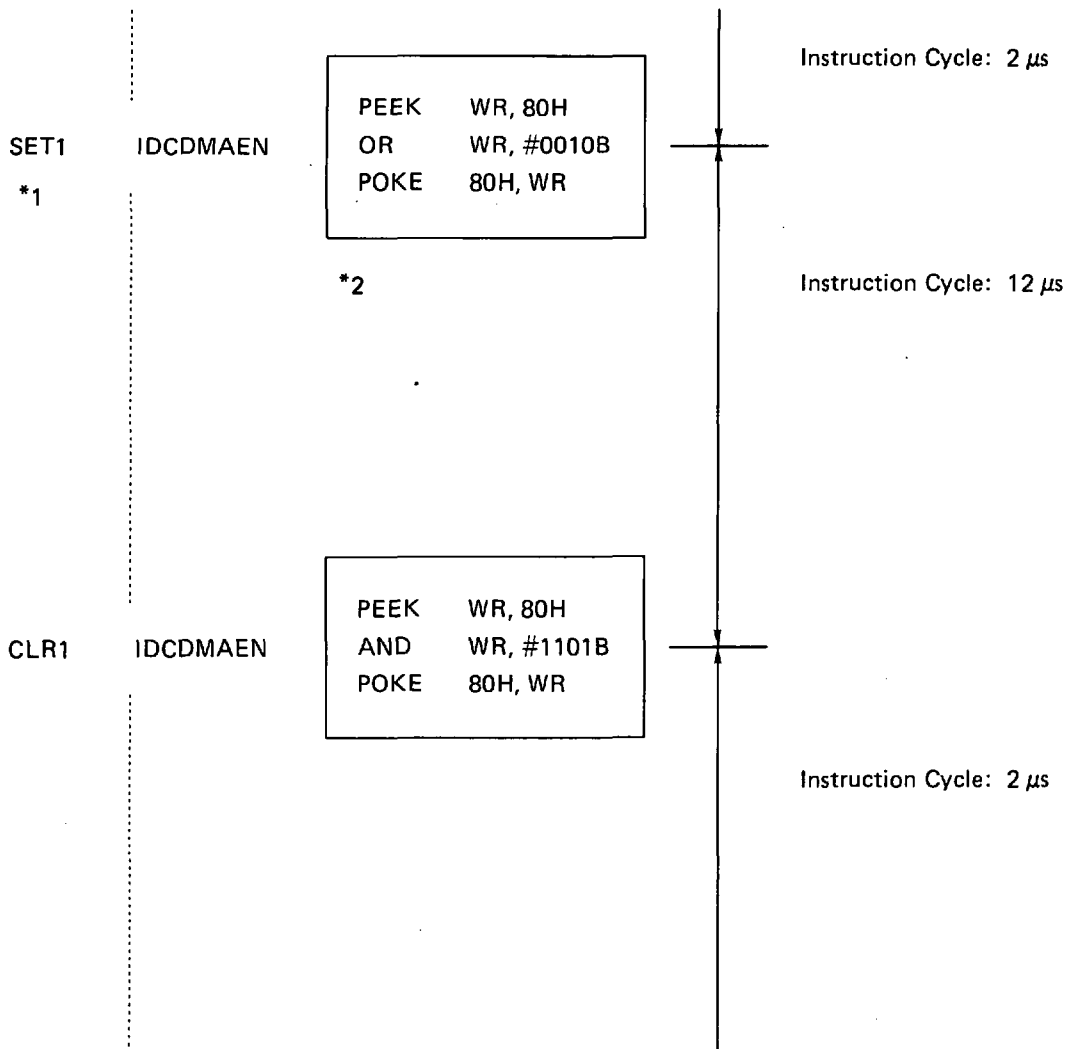 Instruction Cycle: 2 μs
PEEK WR, 80H
SET1 IDCDMAEN OR WR, #0010B
*1 POKE 80H, WR
*2 Instruction Cycle: 12 μs
PEEK WR, 80H
CLR1 IDCDMAEN AND WR, #1101B
POKE 80H, WR
Instruction Cycle: 2 μs